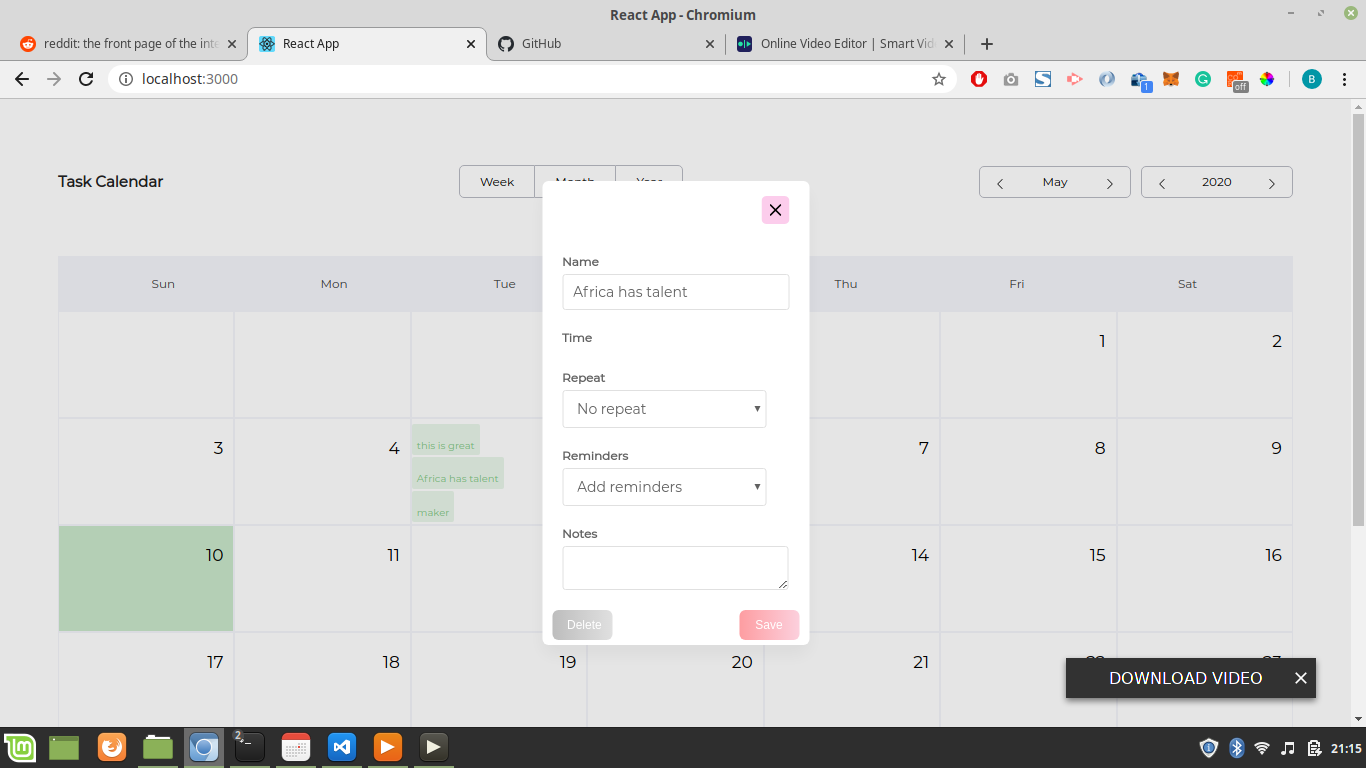 React App - Chromium
reddit: the front page of the inte
React App
GitHub
Online Video Editor | Smart Vid
localhost:3000
1
off
B
Task Calendar
Week
Month
Year
May
2020
Sun
Mon
Tue
Thu
Fri
Sat
1
2
3
4
this is great
Africa has talent
maker
7
8
9
10
11
14
15
16
17
18
19
20
21
Name
Africa has talent
Time
Repeat
No repeat
Reminders
Add reminders
Notes
Delete
Save
DOWNLOAD VIDEO
2
21:15